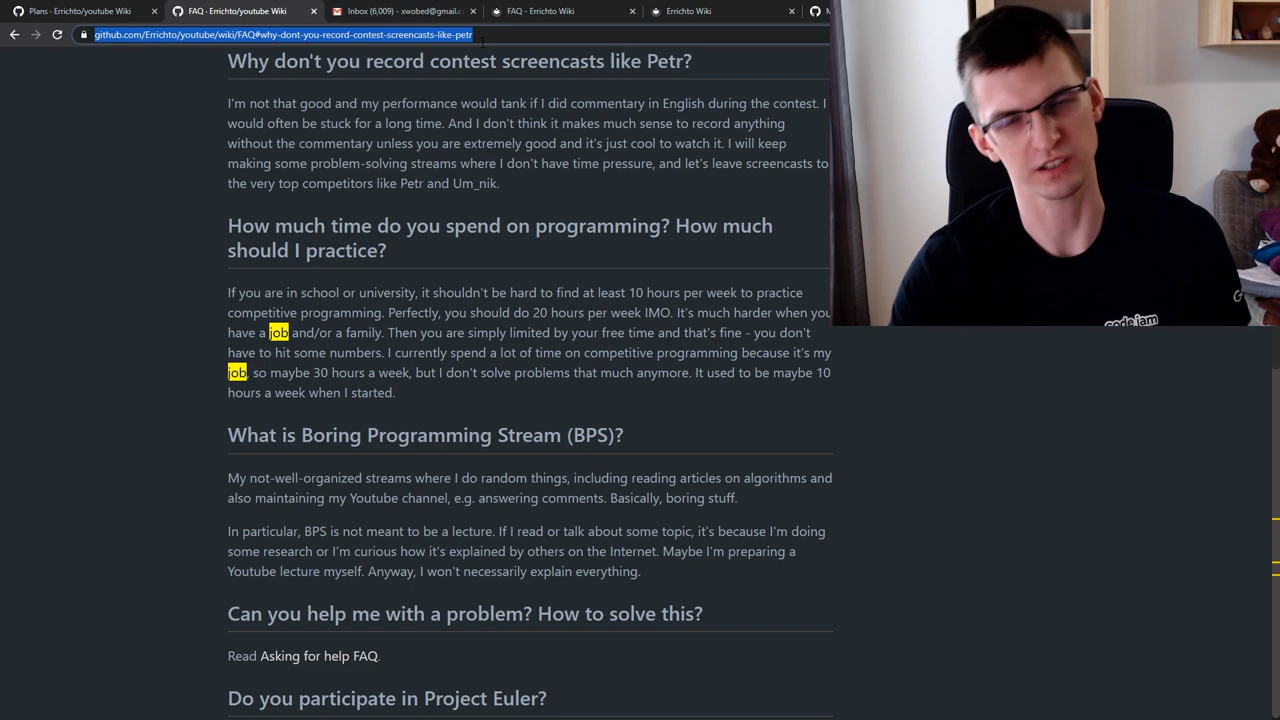 Plans · Errichto/youtube Wiki
FAQ · Errichto/youtube Wiki
Inbox (6,009) - xwobed@gmail.c
FAQ - Errichto Wiki
Errichto Wiki
github.com/Errichto/youtube/wiki/FAQ#why-dont-you-record-contest-screencasts-like-petr
Why don't you record contest screencasts like Petr?
I'm not that good and my performance would tank if I did commentary in English during the contest. I
would often be stuck for a long time. And I don't think it makes much sense to record anything
without the commentary unless you are extremely good and it's just cool to watch it. I will keep
making some problem-solving streams where I don't have time pressure, and let's leave screencasts to
the very top competitors like Petr and Um_nik.
How much time do you spend on programming? How much
should I practice?
If you are in school or university, it shouldn't be hard to find at least 10 hours per week to practice
competitive programming. Perfectly, you should do 20 hours per week IMO. It's much harder when you
have a job and/or a family. Then you are simply limited by your free time and that's fine - you don't
have to hit some numbers. I currently spend a lot of time on competitive programming because it's my
job, so maybe 30 hours a week, but I don't solve problems that much anymore. It used to be maybe 10
hours a week when I started.
What is Boring Programming Stream (BPS)?
My not-well-organized streams where I do random things, including reading articles on algorithms and
also maintaining my Youtube channel, e.g. answering comments. Basically, boring stuff.
In particular, BPS is not meant to be a lecture. If I read or talk about some topic, it's because I'm doing
some research or I'm curious how it's explained by others on the Internet. Maybe I'm preparing a
Youtube lecture myself. Anyway, I won't necessarily explain everything.
Can you help me with a problem? How to solve this?
Read Asking for help FAQ.
Do you participate in Project Euler?
code jam